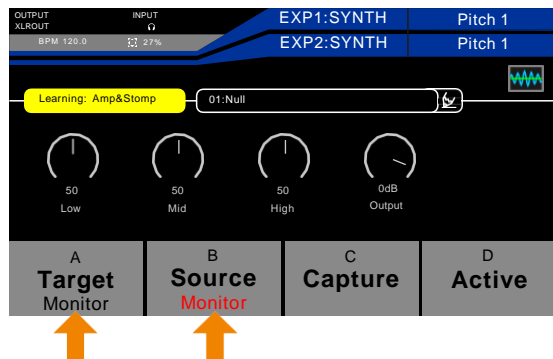 OUTPUT INPUT
XLROUT
BPM 120.0 27%
EXP1:SYNTH Pitch 1
EXP2:SYNTH Pitch 1
Learning: Amp&Stomp 01:Null
50 50 50 0dB
Low Mid High Output
A B C D
Target Source Capture Active
Monitor Monitor